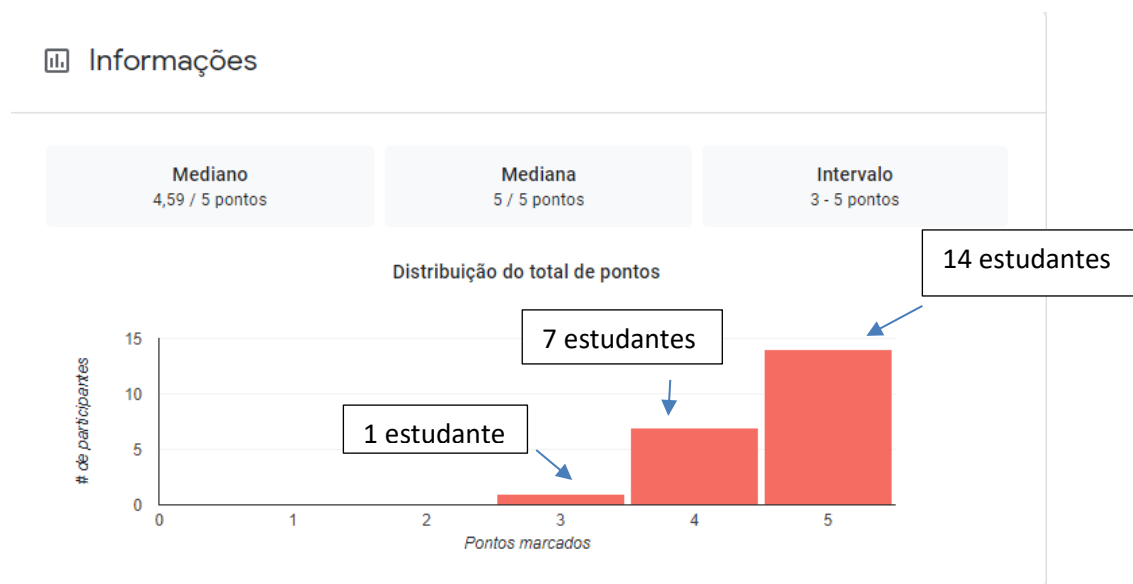 Informações
Mediano
4,59 / 5 pontos
Mediana
5 / 5 pontos
Intervalo
3 - 5 pontos
Distribuição do total de pontos
14 estudantes
7 estudantes
1 estudante
# de participantes
15
10
5
0
0 1 2 3 4 5
Pontos marcados